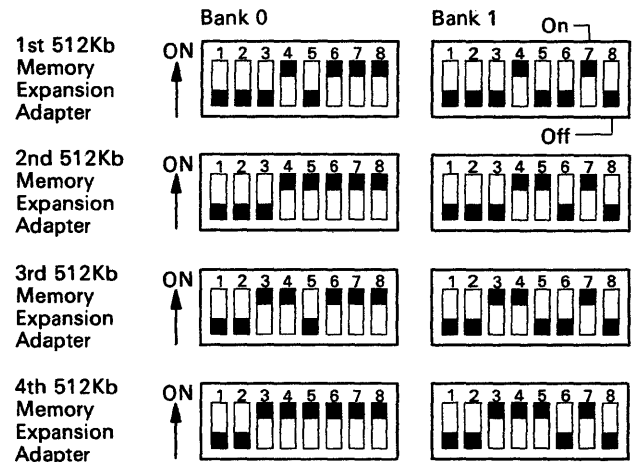 Bank 0 Bank 1
On
1st 512Kb
Memory
Expansion
Adapter
ON
1 2 3 4 5 6 7 8
1 2 3 4 5 6 7 8
Off
2nd 512Kb
Memory
Expansion
Adapter
ON
1 2 3 4 5 6 7 8
1 2 3 4 5 6 7 8
3rd 512Kb
Memory
Expansion
Adapter
ON
1 2 3 4 5 6 7 8
1 2 3 4 5 6 7 8
4th 512Kb
Memory
Expansion
Adapter
ON
1 2 3 4 5 6 7 8
1 2 3 4 5 6 7 8